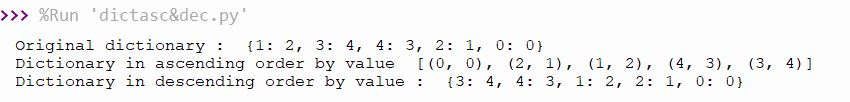 >>> %Run 'dictasc&dec.py'
Original dictionary :  {1: 2, 3: 4, 4: 3, 2: 1, 0: 0}
Dictionary in ascending order by value  [(0, 0), (2, 1), (1, 2), (4, 3), (3, 4)]
Dictionary in descending order by value :  {3: 4, 4: 3, 1: 2, 2: 1, 0: 0}